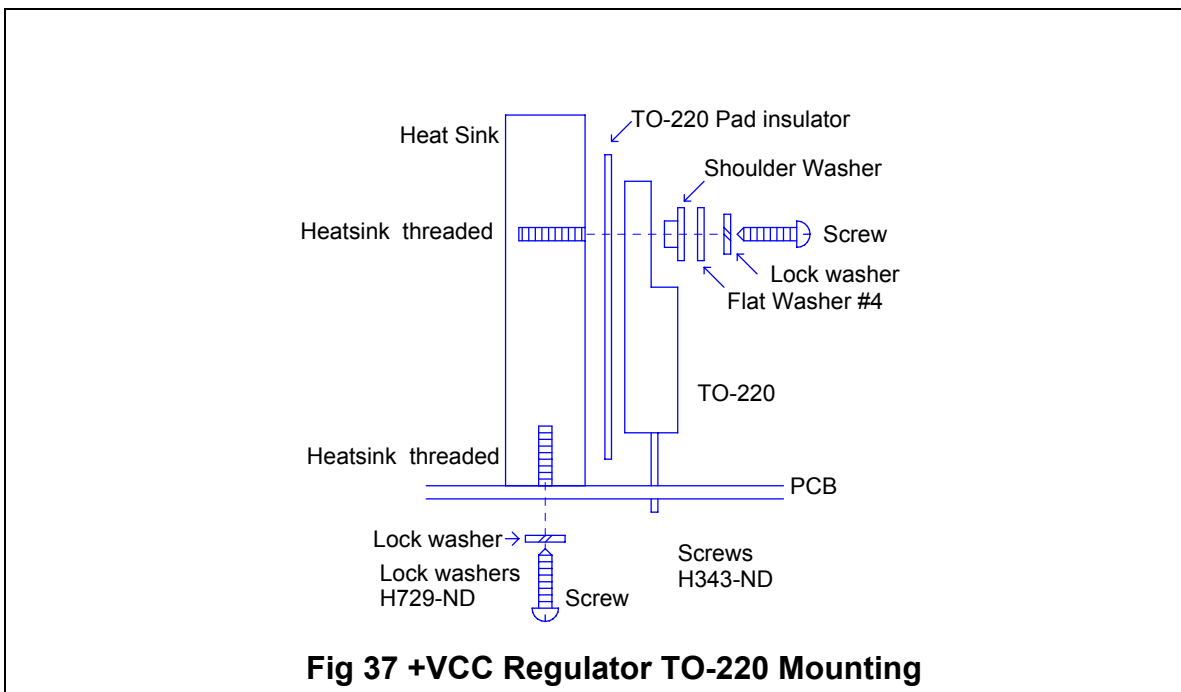 TO-220 Pad insulator
Heat Sink
Shoulder Washer
Heatsink  threaded
Screw
Lock washer
Flat Washer #4
TO-220
Heatsink  threaded
PCB
Lock washer
Lock washers
H729-ND
Screw
Screws
H343-ND
Fig 37 +VCC Regulator TO-220 Mounting